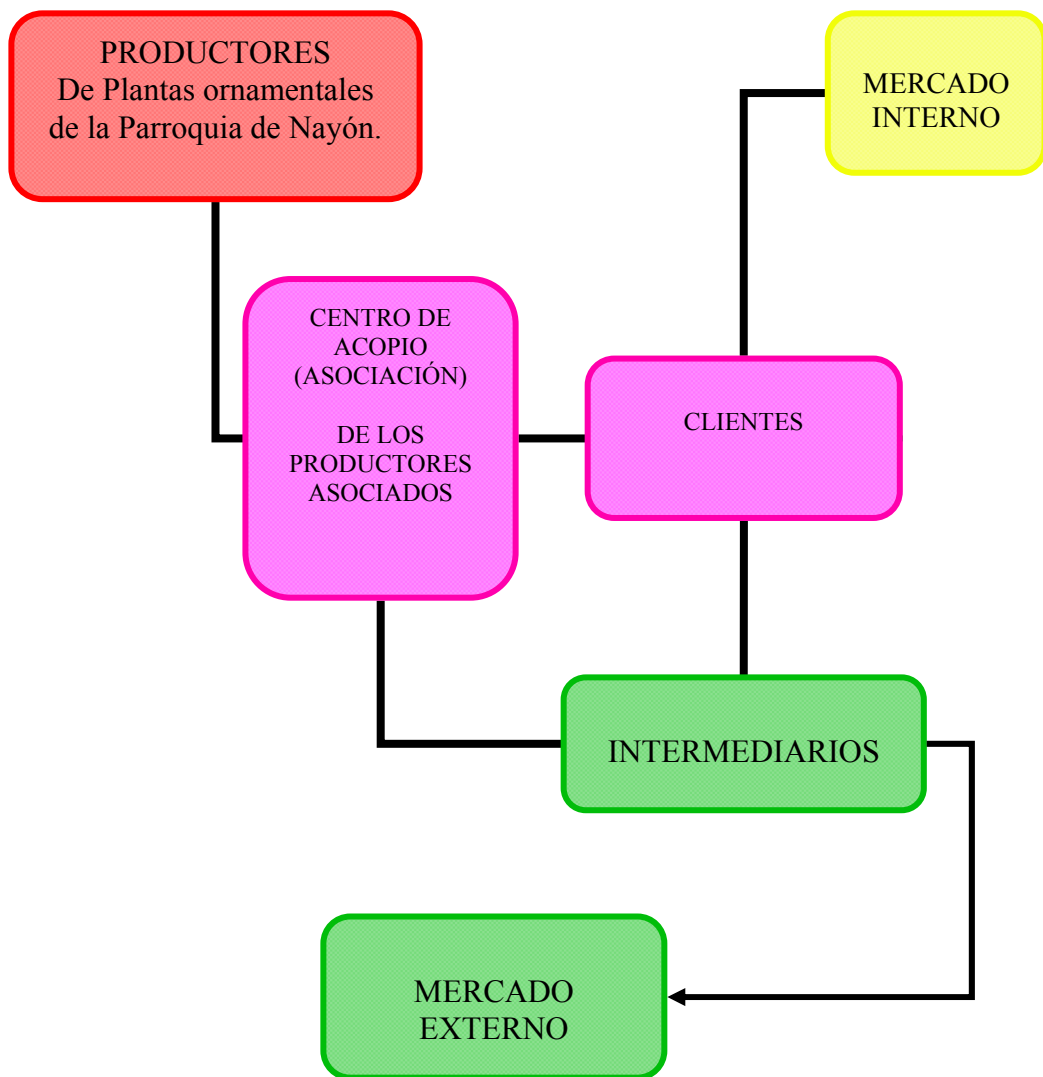 PRODUCTORES
De Plantas ornamentales
de la Parroquia de Nayón.
MERCADO
INTERNO
CENTRO DE
ACOPIO
(ASOCIACIÓN)
DE LOS
PRODUCTORES
ASOCIADOS
CLIENTES
INTERMEDIARIOS
MERCADO
EXTERNO